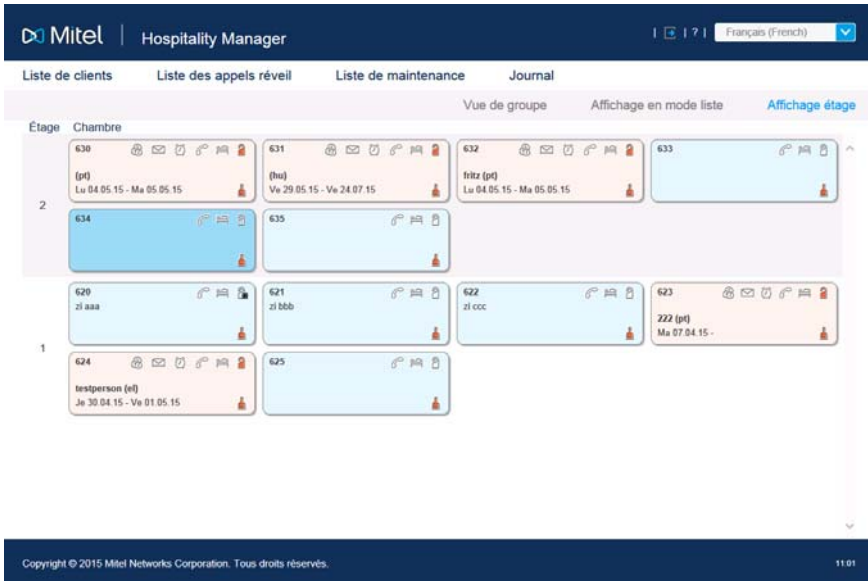 Mitel | Hospitality Manager | | ? | Français (French)
Liste de clients Liste des appels réveil Liste de maintenance Journal
Vue de groupe Affichage en mode liste Affichage étage
Étage Chambre
2
630
(pt)
Lu 04.05.15 - Ma 05.05.15
631
(hu)
Ve 29.05.15 - Ve 24.07.15
632
fritz (pt)
Lu 04.05.15 - Ma 05.05.15
633
634
635
1
620
zi aaa
621
zi bbb
622
zi ccc
623
222 (pt)
Ma 07.04.15 -
624
testperson (el)
Je 30.04.15 - Ve 01.05.15
625
Copyright © 2015 Mitel Networks Corporation. Tous droits réservés. 11:01